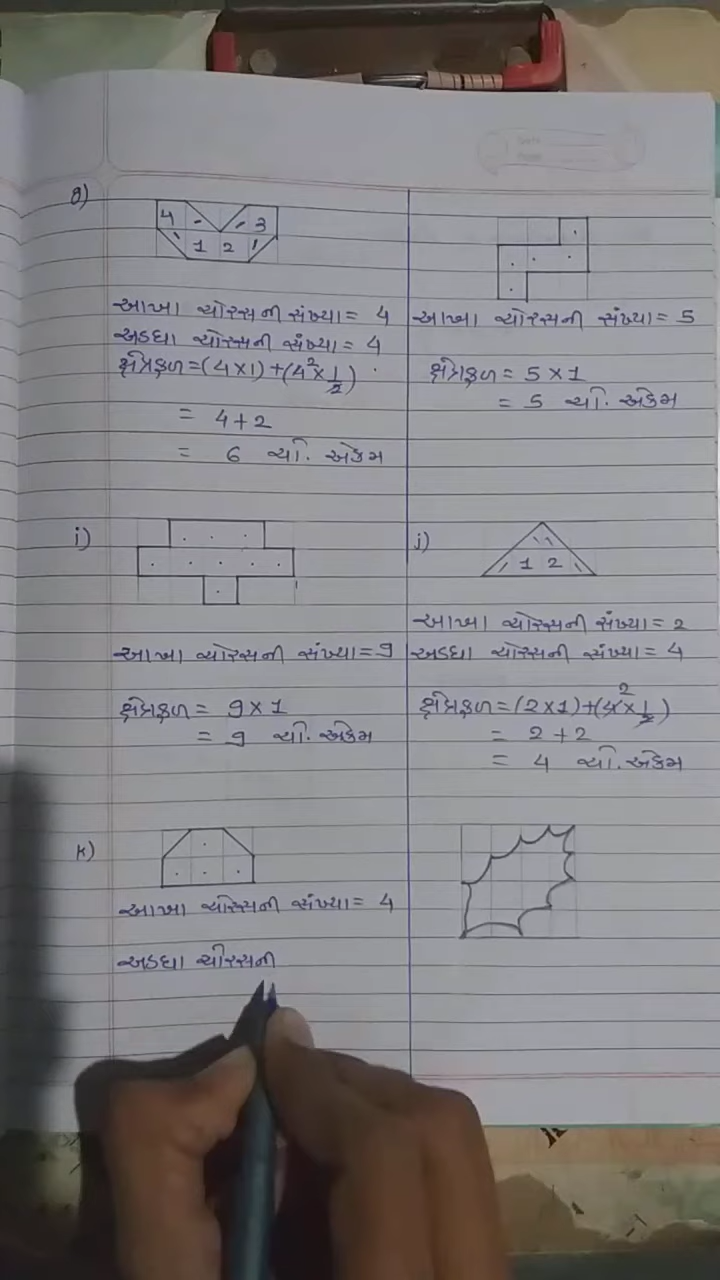 g)
4 3
1 2
આખા ચોરસની સંખ્યા = 4
અડધા ચોરસની સંખ્યા = 4
ક્ષેત્રફળ = (4 × 1) + (4² × 1/2)
= 4 + 2
= 6 ચો. એકમ
આખા ચોરસની સંખ્યા = 5
ક્ષેત્રફળ = 5 × 1
= 5 ચો. એકમ
i)
આખા ચોરસની સંખ્યા = 9
ક્ષેત્રફળ = 9 × 1
= 9 ચો. એકમ
j)
1 2
આખા ચોરસની સંખ્યા = 2
અડધા ચોરસની સંખ્યા = 4
ક્ષેત્રફળ = (2 × 1) + (4² × 1/2)
= 2 + 2
= 4 ચો. એકમ
k)
આખા ચોરસની સંખ્યા = 4
અડધા ચોરસની